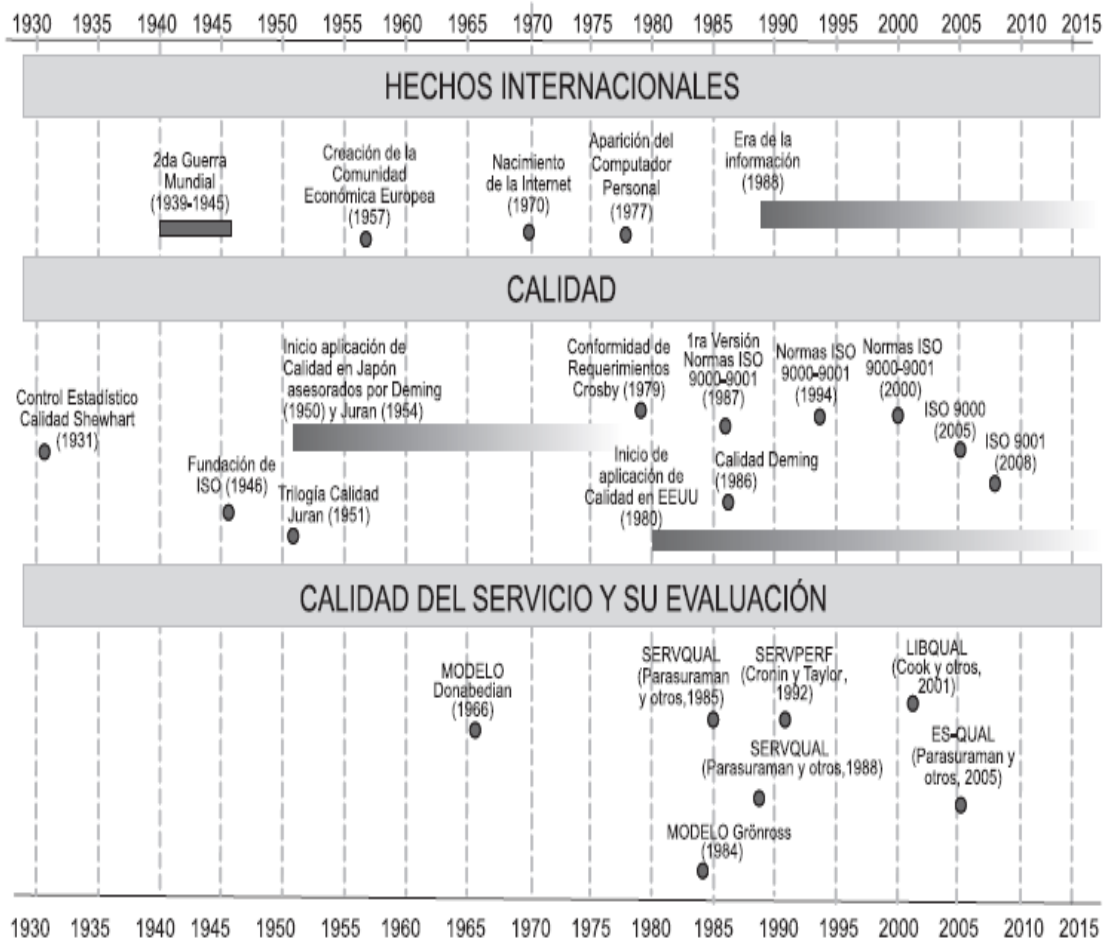 1930 1935 1940 1945 1950 1955 1960 1965 1970 1975 1980 1985 1990 1995 2000 2005 2010 2015
HECHOS INTERNACIONALES
2da Guerra
Mundial
(1939-1945)
Creación de la
Comunidad
Económica Europea
(1957)
Nacimiento
de la Internet
(1970)
Aparición del
Computador
Personal
(1977)
Era de la
información
(1988)
CALIDAD
Control Estadístico
Calidad Shewhart
(1931)
Fundación de
ISO (1946)
Inicio aplicación de
Calidad en Japón
asesorados por Deming
(1950) y Juran (1954)
Trilogía Calidad
Juran (1951)
Conformidad de
Requerimientos
Crosby (1979)
Inicio de
aplicación de
Calidad en EEUU
(1980)
1ra Versión
Normas ISO
9000-9001
(1987)
Calidad Deming
(1986)
Normas ISO
9000-9001
(1994)
Normas ISO
9000-9001
(2000)
ISO 9000
(2005)
ISO 9001
(2008)
CALIDAD DEL SERVICIO Y SU EVALUACIÓN
MODELO
Donabedian
(1966)
SERVQUAL
(Parasuraman
y otros,1985)
SERVPERF
(Cronin y Taylor,
1992)
SERVQUAL
(Parasuraman y otros,1988)
MODELO Grönross
(1984)
LIBQUAL
(Cook y otros,
2001)
ES-QUAL
(Parasuraman y
otros, 2005)
1930 1935 1940 1945 1950 1955 1960 1965 1970 1975 1980 1985 1990 1995 2000 2005 2010 2015